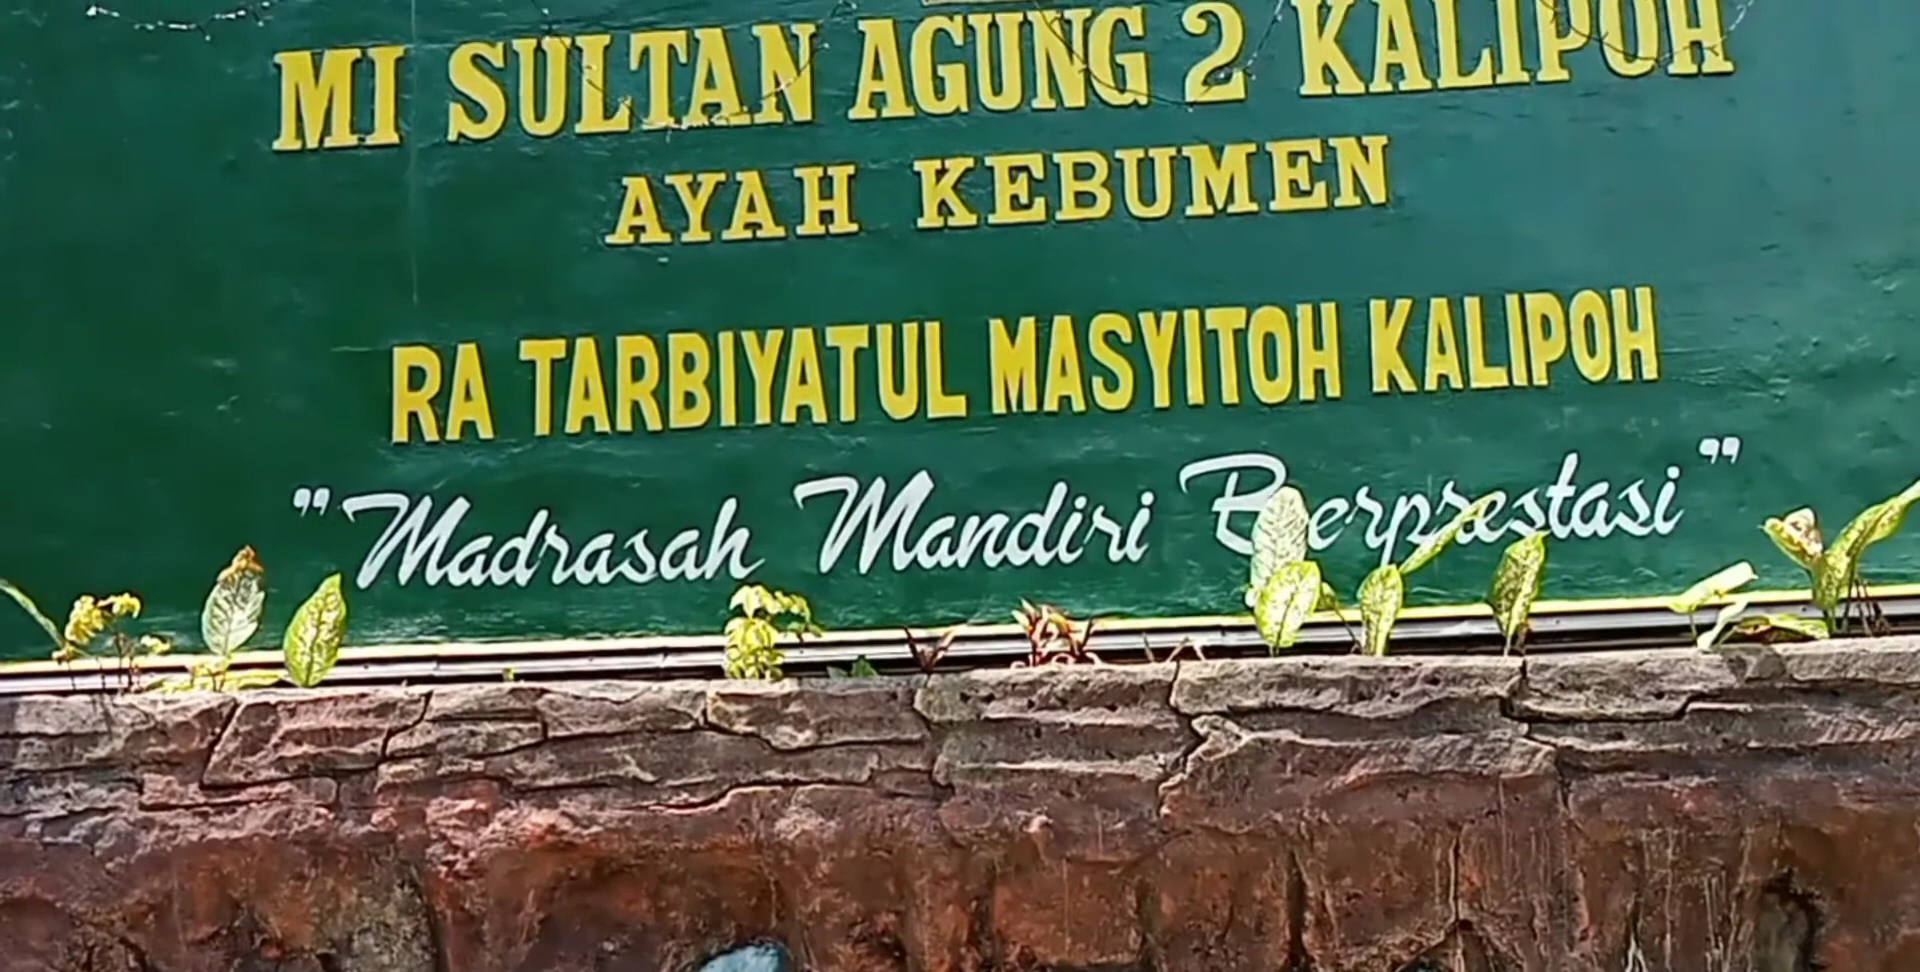 MI SULTAN AGUNG 2 KALIPOH
AYAH KEBUMEN
RA TARBIYATUL MASYITOH KALIPOH
"Madrasah Mandiri Berprestasi"